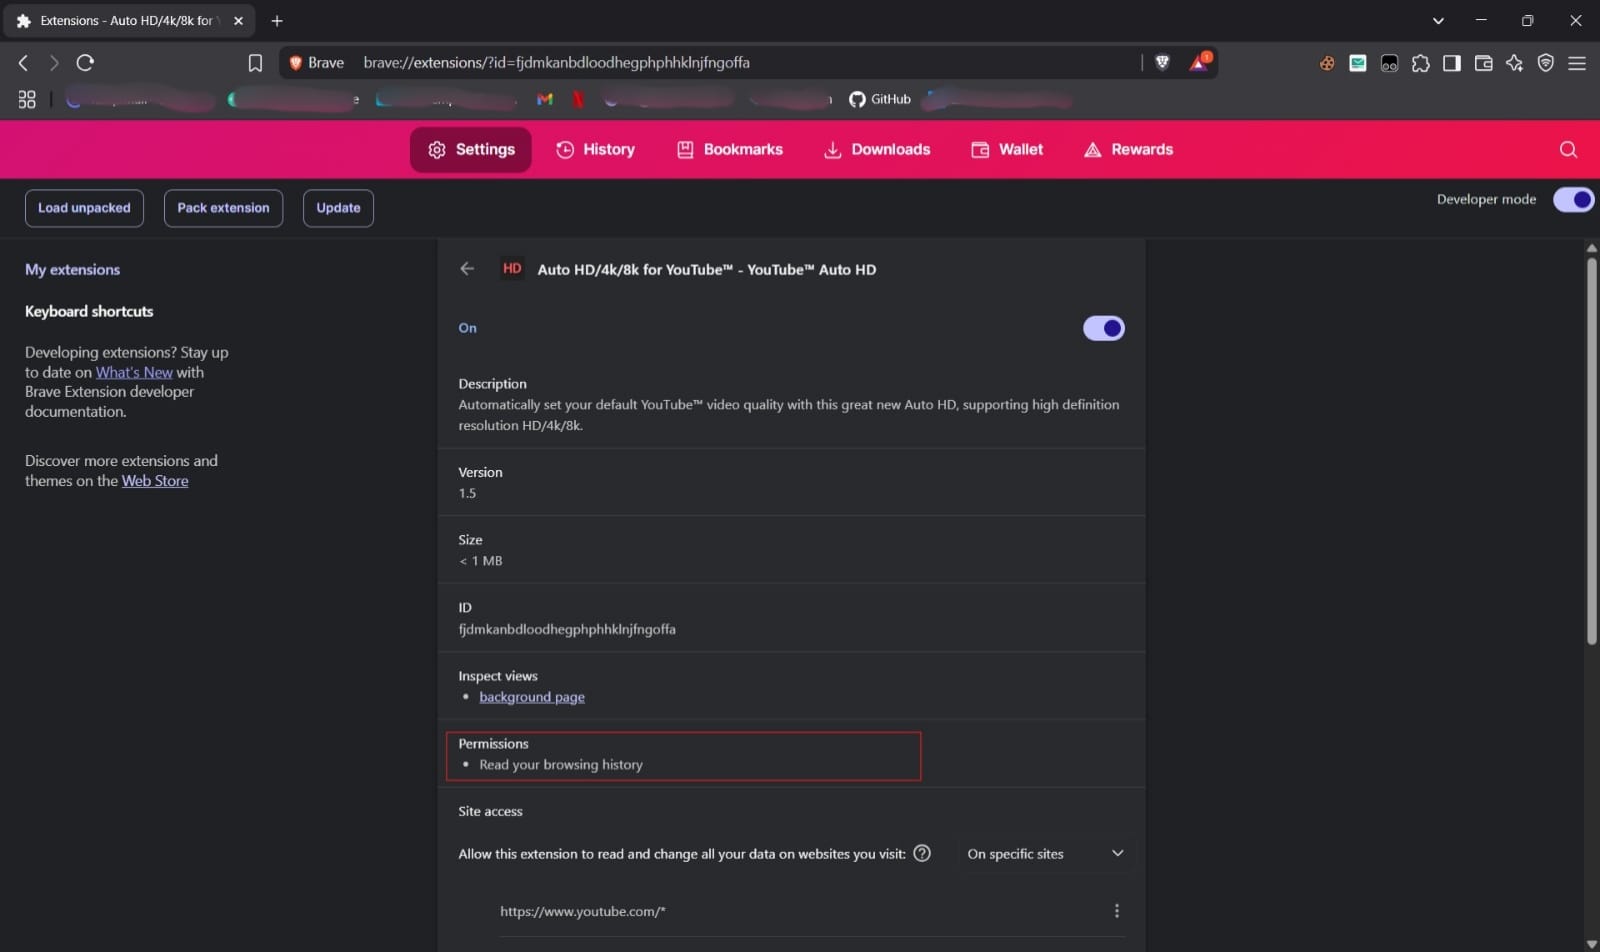 Extensions - Auto HD/4k/8k for
Brave brave://extensions/?id=fjdmkanbdloodhegphphhklnjfngoffa
1
GitHub
Settings History Bookmarks Downloads Wallet Rewards
Load unpacked Pack extension Update
Developer mode
My extensions
Keyboard shortcuts
Developing extensions? Stay up
to date on What's New with
Brave Extension developer
documentation.
Discover more extensions and
themes on the Web Store
HD Auto HD/4k/8k for YouTube™ - YouTube™ Auto HD
On
Description
Automatically set your default YouTube™ video quality with this great new Auto HD, supporting high definition
resolution HD/4k/8k.
Version
1.5
Size
< 1 MB
ID
fjdmkanbdloodhegphphhklnjfngoffa
Inspect views
• background page
Permissions
• Read your browsing history
Site access
Allow this extension to read and change all your data on websites you visit: On specific sites
https://www.youtube.com/*